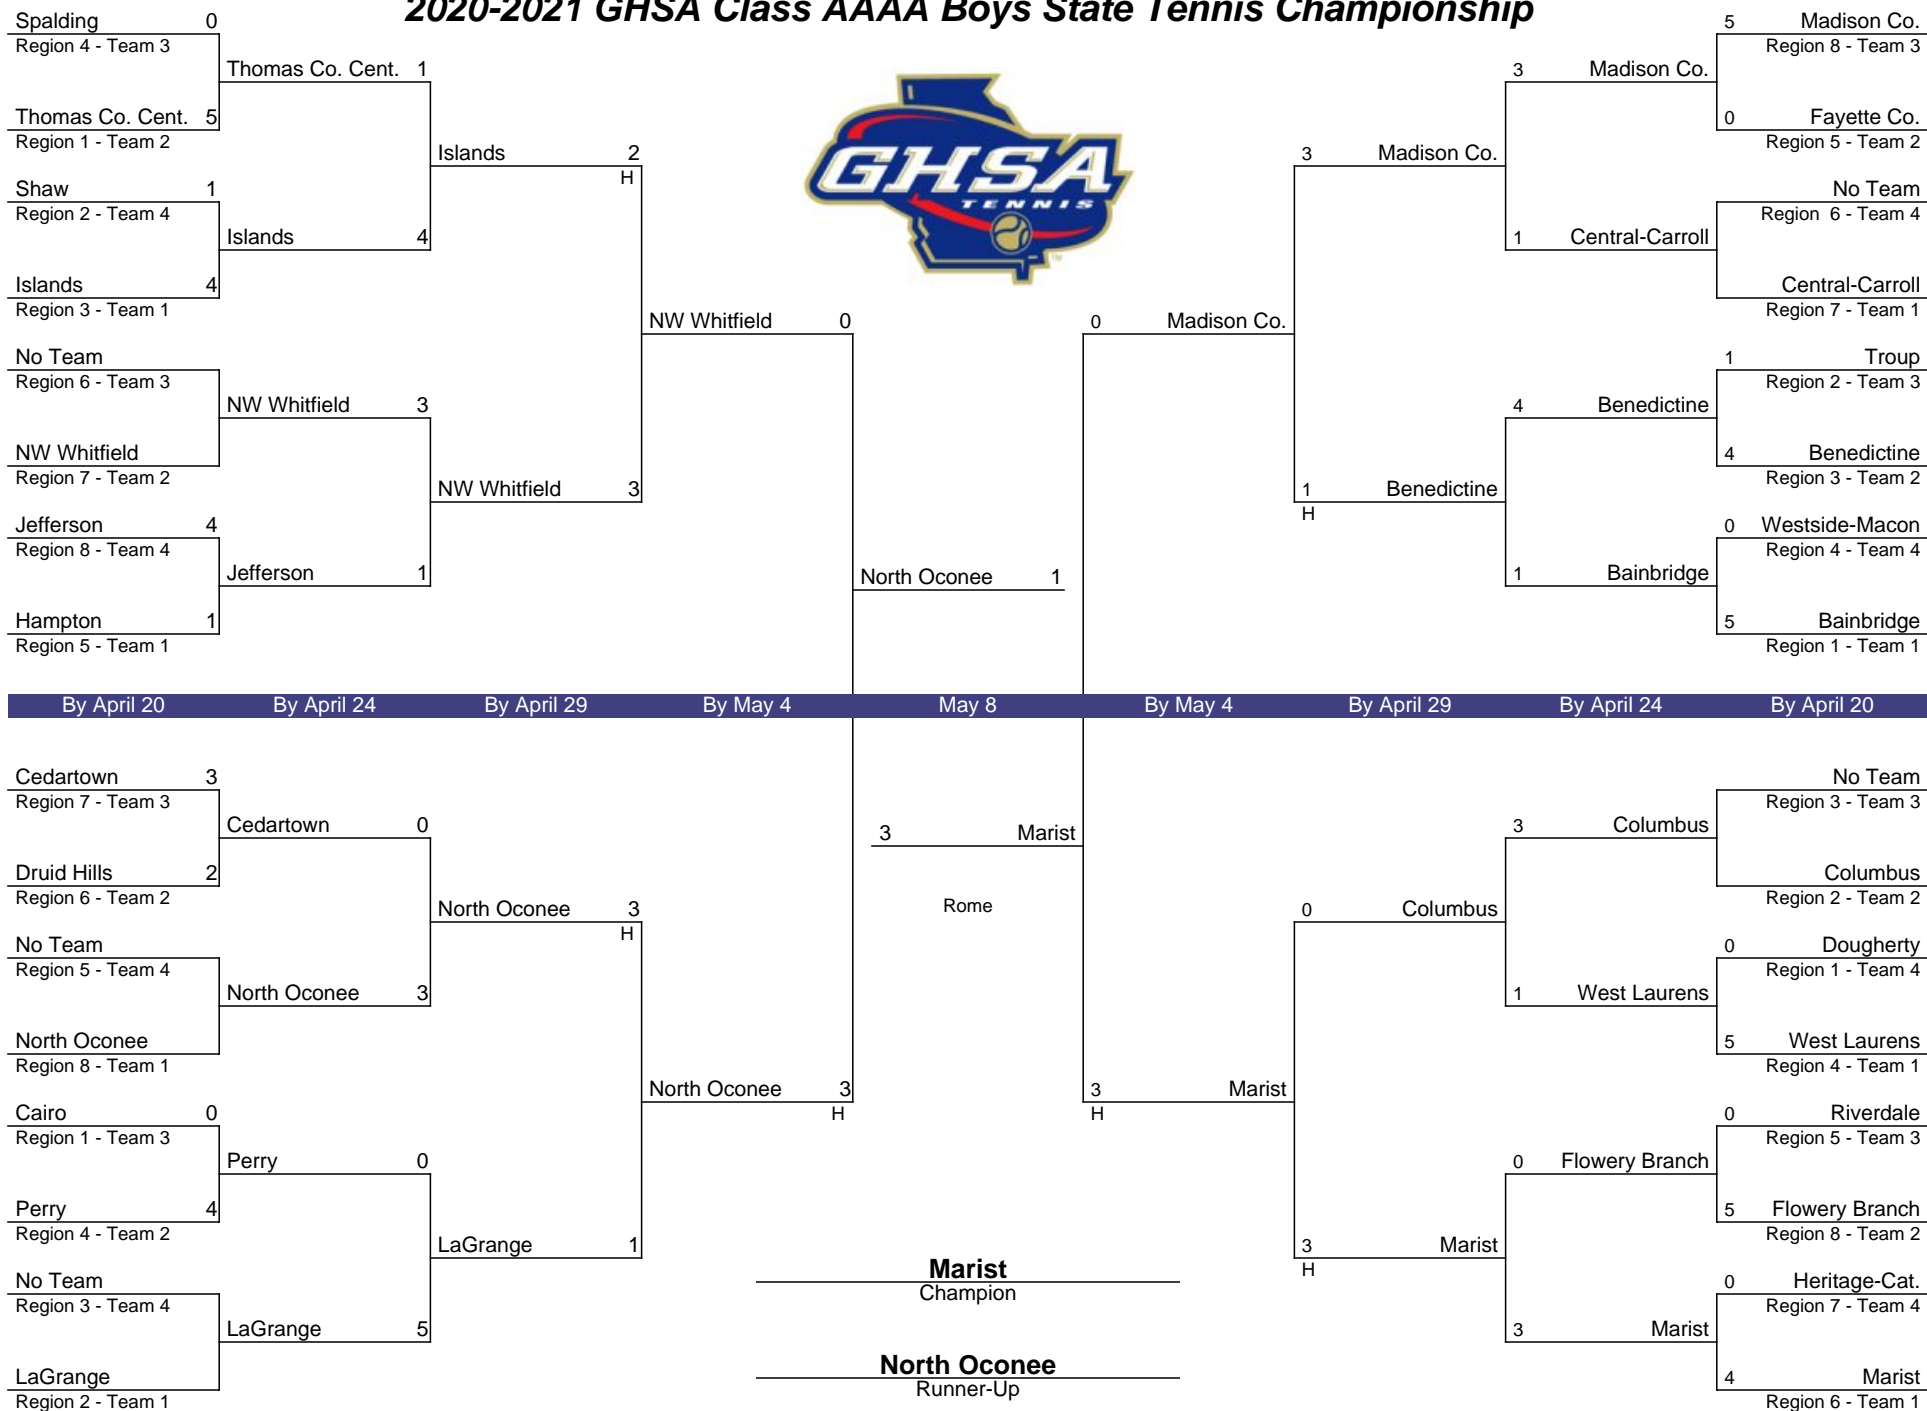 2020-2021 GHSA Class AAAA Boys State Tennis Championship
Spalding 0
Region 4 - Team 3
Thomas Co. Cent. 5
Region 1 - Team 2
Shaw 1
Region 2 - Team 4
Islands 4
Region 3 - Team 1
No Team
Region 6 - Team 3
NW Whitfield
Region 7 - Team 2
Jefferson 4
Region 8 - Team 4
Hampton 1
Region 5 - Team 1
Thomas Co. Cent. 1
Islands 4
NW Whitfield 3
Jefferson 1
Islands 2
H
NW Whitfield 3
NW Whitfield 0
North Oconee 1
GHSA
TENNIS
TM
0 Madison Co.
3 Madison Co.
1 Benedictine
H
3 Madison Co.
1 Central-Carroll
4 Benedictine
1 Bainbridge
5 Madison Co.
Region 8 - Team 3
0 Fayette Co.
Region 5 - Team 2
No Team
Region 6 - Team 4
Central-Carroll
Region 7 - Team 1
1 Troup
Region 2 - Team 3
4 Benedictine
Region 3 - Team 2
0 Westside-Macon
Region 4 - Team 4
5 Bainbridge
Region 1 - Team 1
By April 20 By April 24 By April 29 By May 4 May 8 By May 4 By April 29 By April 24 By April 20
Cedartown 3
Region 7 - Team 3
Druid Hills 2
Region 6 - Team 2
No Team
Region 5 - Team 4
North Oconee
Region 8 - Team 1
Cairo 0
Region 1 - Team 3
Perry 4
Region 4 - Team 2
No Team
Region 3 - Team 4
LaGrange
Region 2 - Team 1
Cedartown 0
North Oconee 3
Perry 0
LaGrange 5
North Oconee 3
H
LaGrange 1
North Oconee 3
H
3 Marist
Rome
Marist
Champion
North Oconee
Runner-Up
3 Marist
H
0 Columbus
3 Marist
H
3 Columbus
1 West Laurens
0 Flowery Branch
3 Marist
No Team
Region 3 - Team 3
Columbus
Region 2 - Team 2
0 Dougherty
Region 1 - Team 4
5 West Laurens
Region 4 - Team 1
0 Riverdale
Region 5 - Team 3
5 Flowery Branch
Region 8 - Team 2
0 Heritage-Cat.
Region 7 - Team 4
4 Marist
Region 6 - Team 1